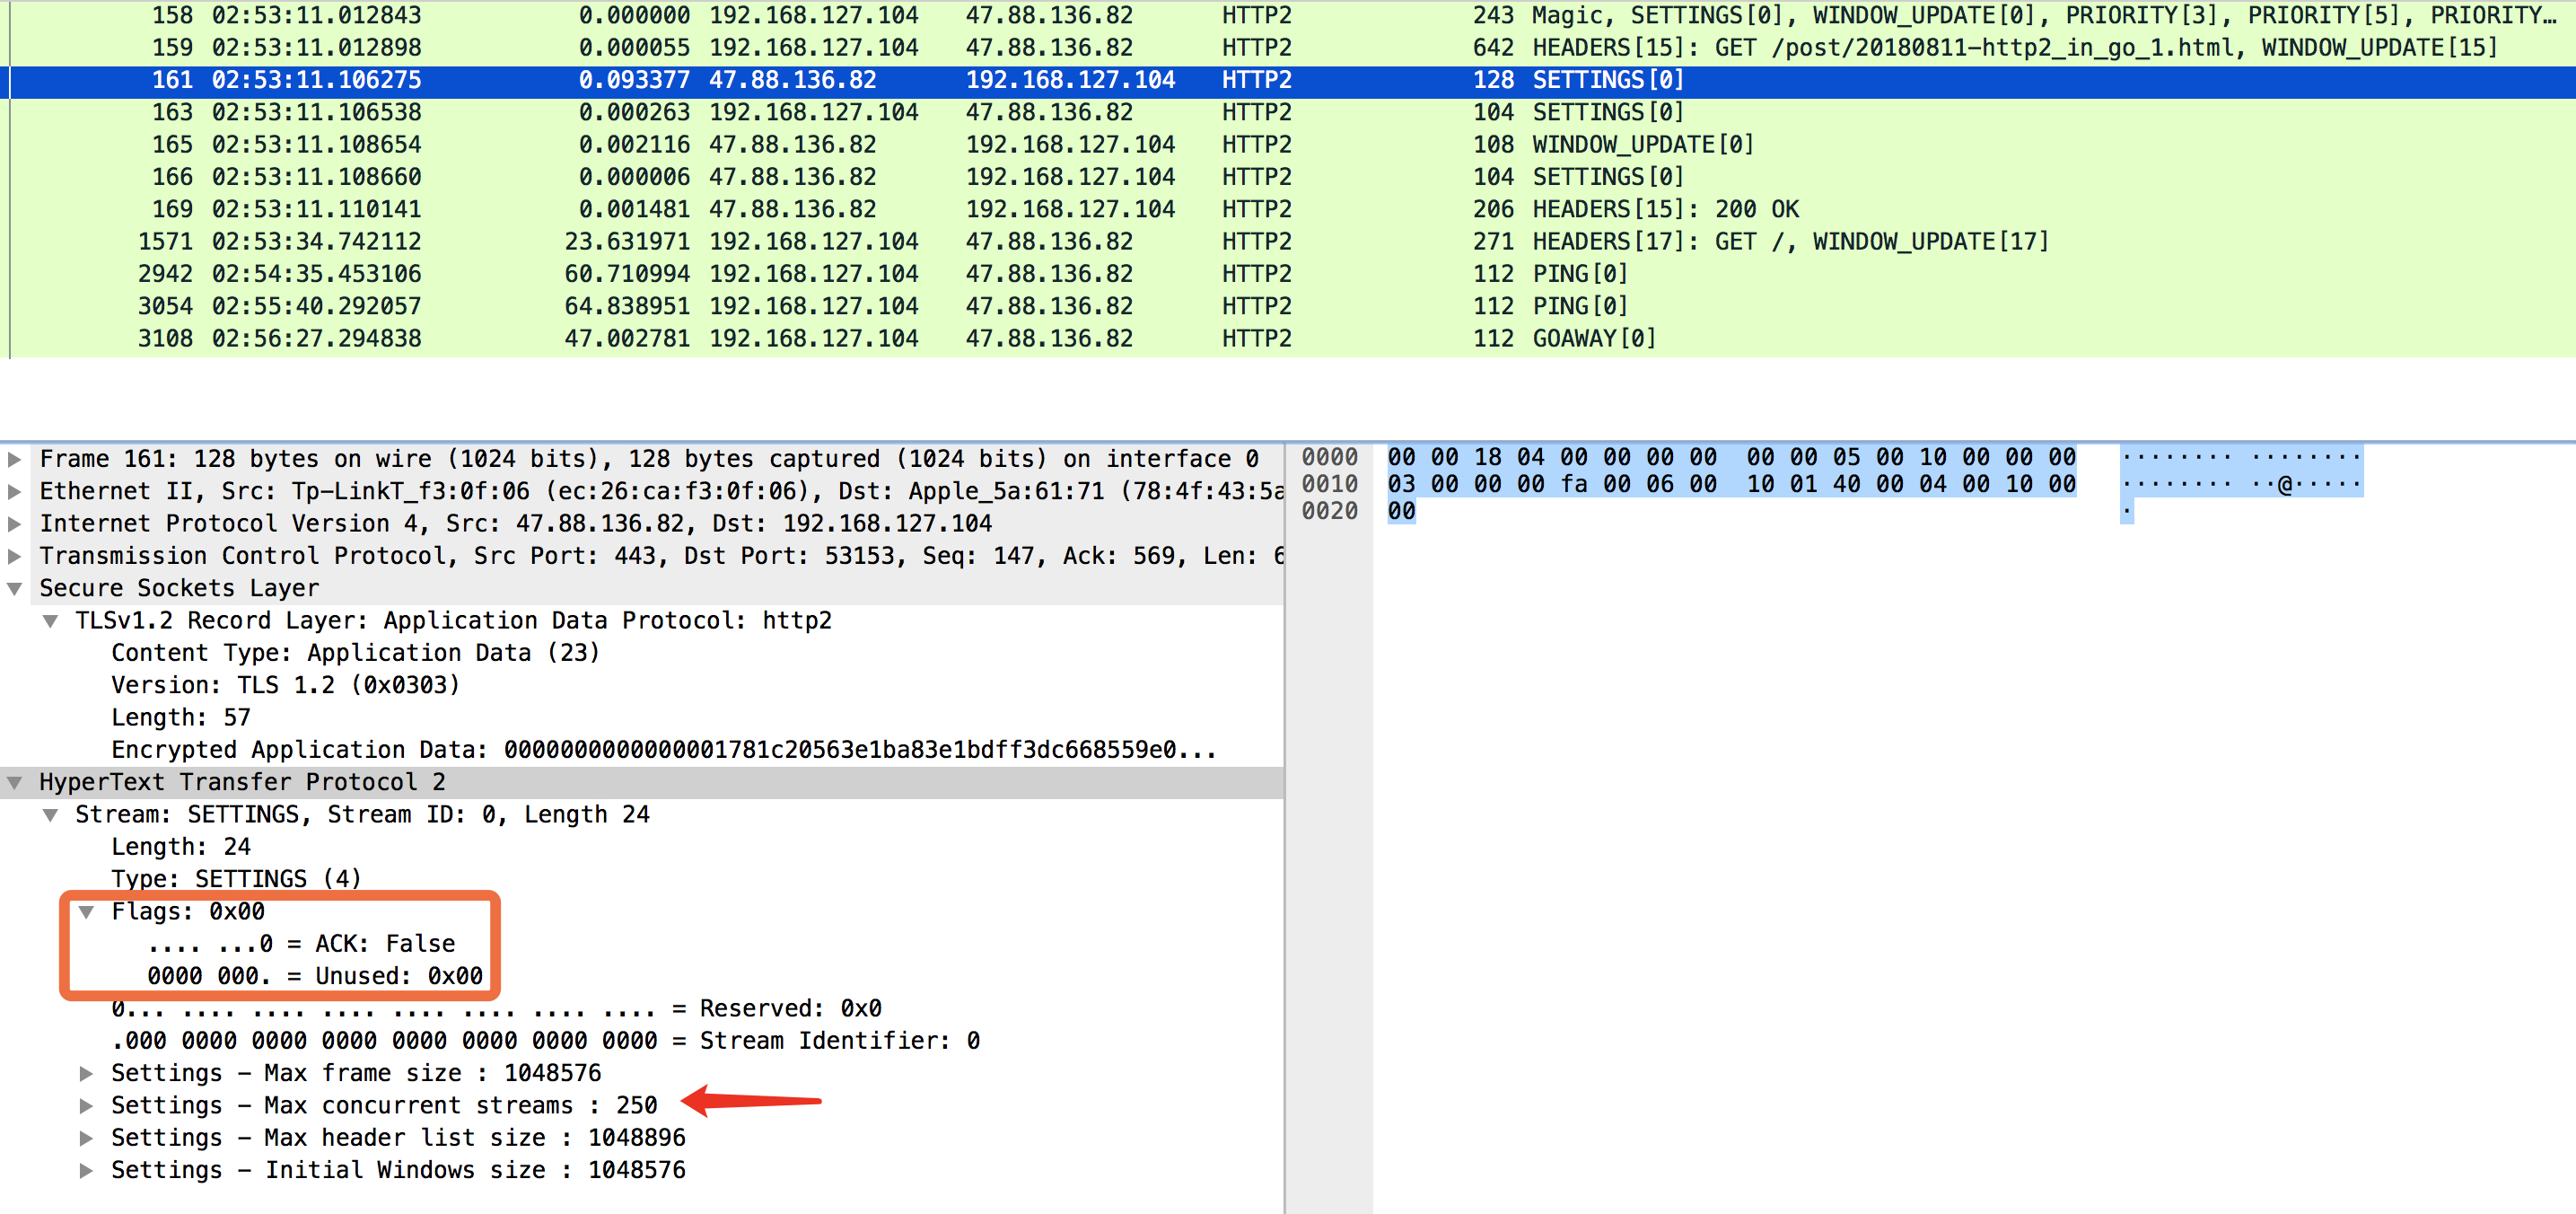 158 02:53:11.012843 0.000000 192.168.127.104 47.88.136.82 HTTP2 243 Magic, SETTINGS[0], WINDOW_UPDATE[0], PRIORITY[3], PRIORITY[5], PRIORITY…
159 02:53:11.012898 0.000055 192.168.127.104 47.88.136.82 HTTP2 642 HEADERS[15]: GET /post/20180811-http2_in_go_1.html, WINDOW_UPDATE[15]
161 02:53:11.106275 0.093377 47.88.136.82 192.168.127.104 HTTP2 128 SETTINGS[0]
163 02:53:11.106538 0.000263 192.168.127.104 47.88.136.82 HTTP2 104 SETTINGS[0]
165 02:53:11.108654 0.002116 47.88.136.82 192.168.127.104 HTTP2 108 WINDOW_UPDATE[0]
166 02:53:11.108660 0.000006 47.88.136.82 192.168.127.104 HTTP2 104 SETTINGS[0]
169 02:53:11.110141 0.001481 47.88.136.82 192.168.127.104 HTTP2 206 HEADERS[15]: 200 OK
1571 02:53:34.742112 23.631971 192.168.127.104 47.88.136.82 HTTP2 271 HEADERS[17]: GET /, WINDOW_UPDATE[17]
2942 02:54:35.453106 60.710994 192.168.127.104 47.88.136.82 HTTP2 112 PING[0]
3054 02:55:40.292057 64.838951 192.168.127.104 47.88.136.82 HTTP2 112 PING[0]
3108 02:56:27.294838 47.002781 192.168.127.104 47.88.136.82 HTTP2 112 GOAWAY[0]
Frame 161: 128 bytes on wire (1024 bits), 128 bytes captured (1024 bits) on interface 0
Ethernet II, Src: Tp-LinkT_f3:0f:06 (ec:26:ca:f3:0f:06), Dst: Apple_5a:61:71 (78:4f:43:5a
Internet Protocol Version 4, Src: 47.88.136.82, Dst: 192.168.127.104
Transmission Control Protocol, Src Port: 443, Dst Port: 53153, Seq: 147, Ack: 569, Len: 6
Secure Sockets Layer
TLSv1.2 Record Layer: Application Data Protocol: http2
Content Type: Application Data (23)
Version: TLS 1.2 (0x0303)
Length: 57
Encrypted Application Data: 0000000000000001781c20563e1ba83e1bdff3dc668559e0...
HyperText Transfer Protocol 2
Stream: SETTINGS, Stream ID: 0, Length 24
Length: 24
Type: SETTINGS (4)
Flags: 0x00
.... ...0 = ACK: False
0000 000. = Unused: 0x00
0... .... .... .... .... .... .... .... = Reserved: 0x0
.000 0000 0000 0000 0000 0000 0000 0000 = Stream Identifier: 0
Settings - Max frame size : 1048576
Settings - Max concurrent streams : 250
Settings - Max header list size : 1048896
Settings - Initial Windows size : 1048576
0000 00 00 18 04 00 00 00 00 00 00 05 00 10 00 00 00 ········ ········
0010 03 00 00 00 fa 00 06 00 10 01 40 00 04 00 10 00 ········ ··@·····
0020 00 ·